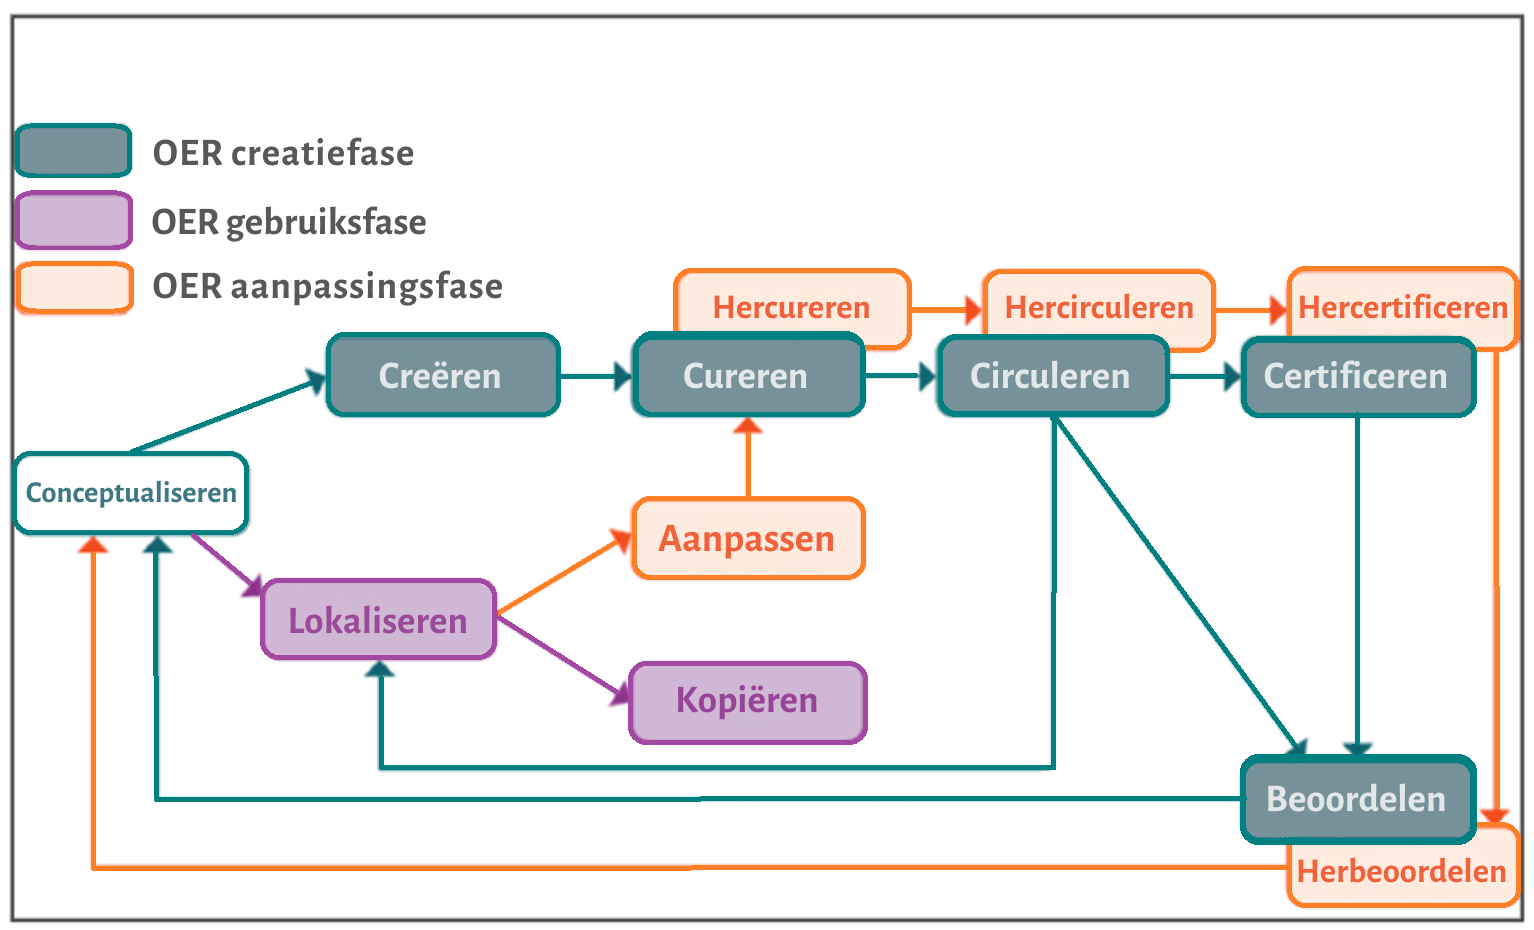 OER creatiefase
OER gebruiksfase
OER aanpassingsfase
Hercureren
Hercirculeren
Hercertificeren
Creëren
Cureren
Circuleren
Certificeren
Conceptualiseren
Aanpassen
Lokaliseren
Kopiëren
Beoordelen
Herbeoordelen